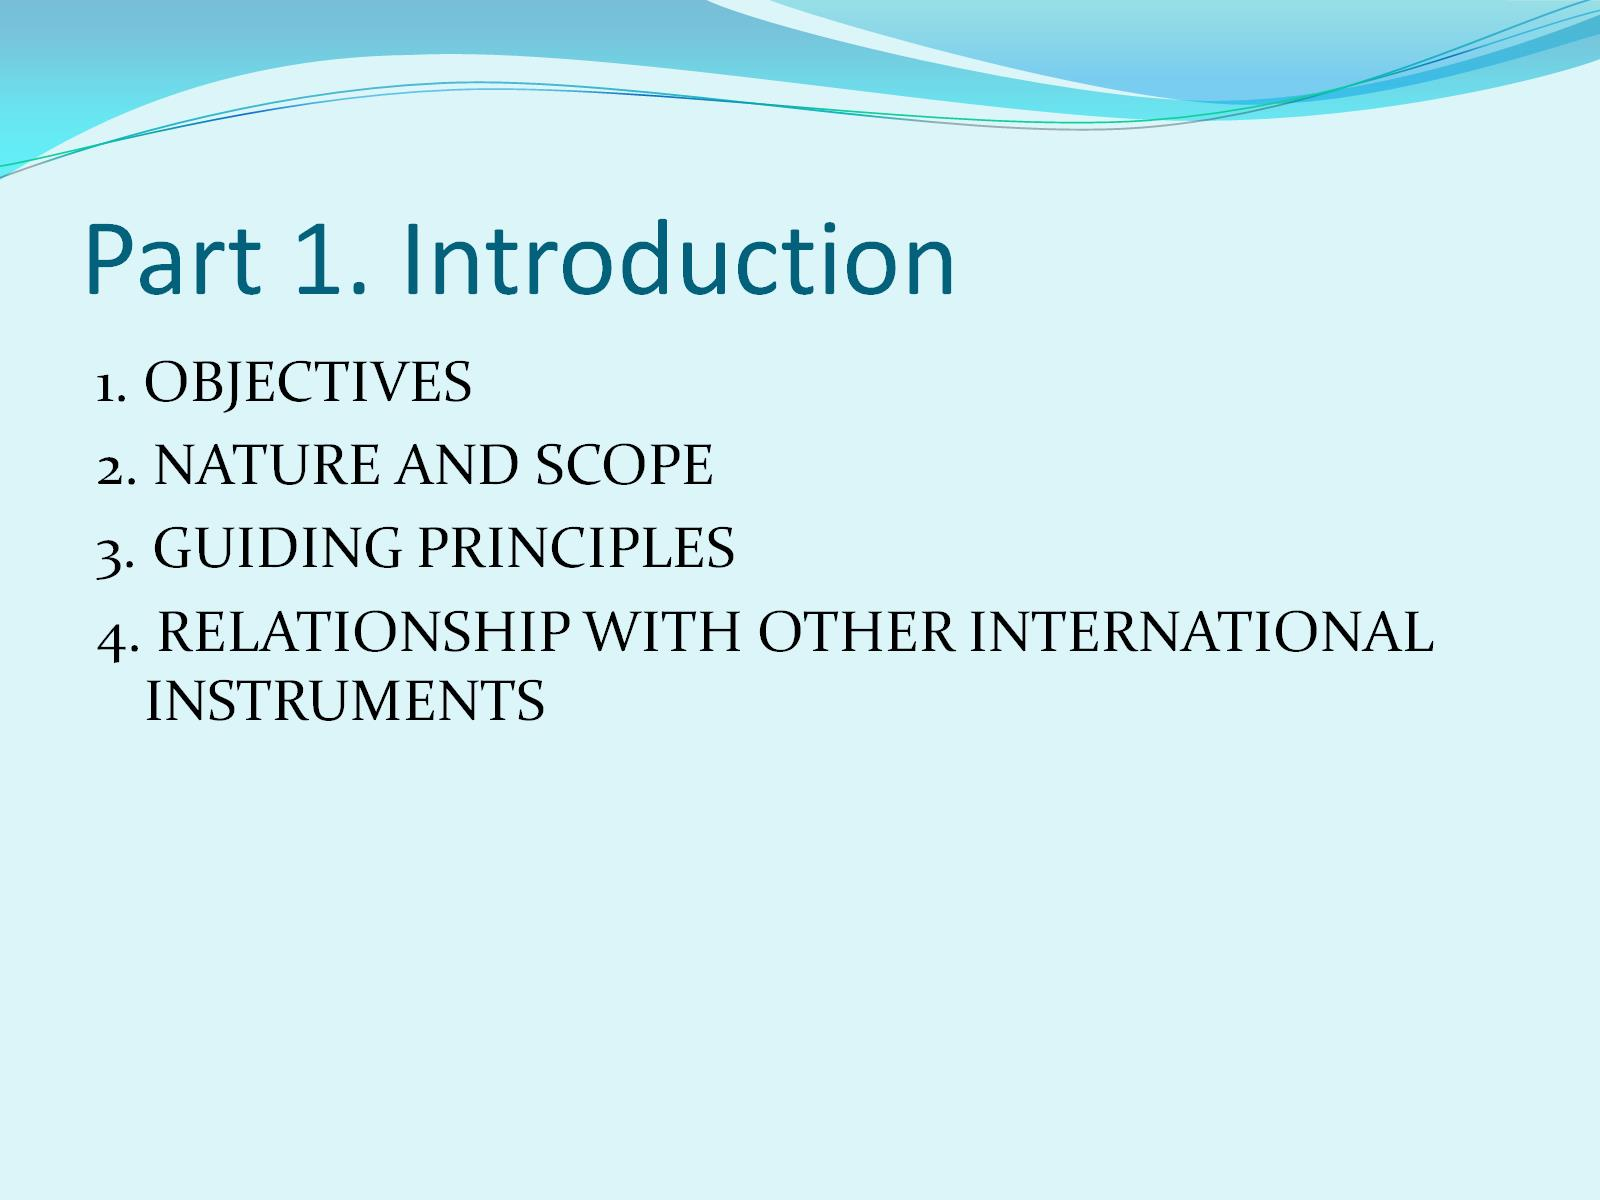 Part 1. Introduction
1. OBJECTIVES
2. NATURE AND SCOPE
3. GUIDING PRINCIPLES
4. RELATIONSHIP WITH OTHER INTERNATIONAL
INSTRUMENTS